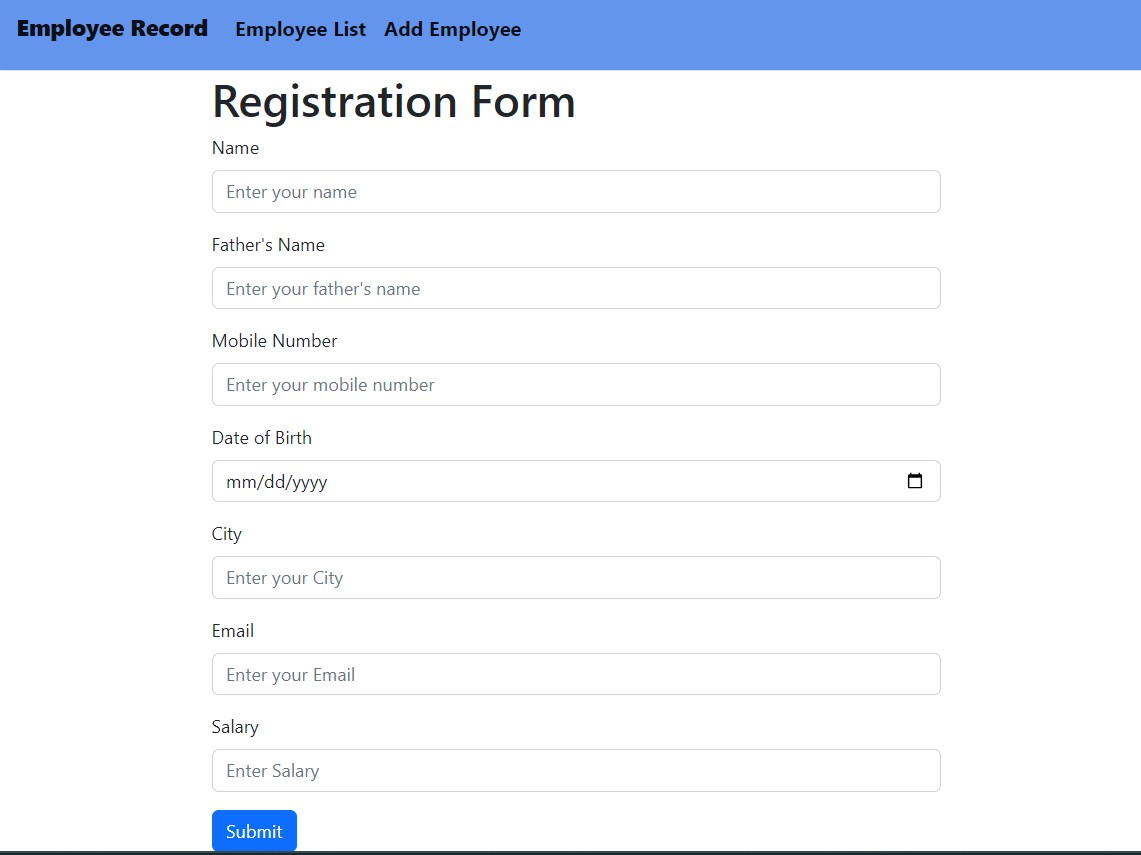 Employee Record Employee List Add Employee
Registration Form
Name
Enter your name
Father's Name
Enter your father's name
Mobile Number
Enter your mobile number
Date of Birth
mm/dd/yyyy
City
Enter your City
Email
Enter your Email
Salary
Enter Salary
Submit